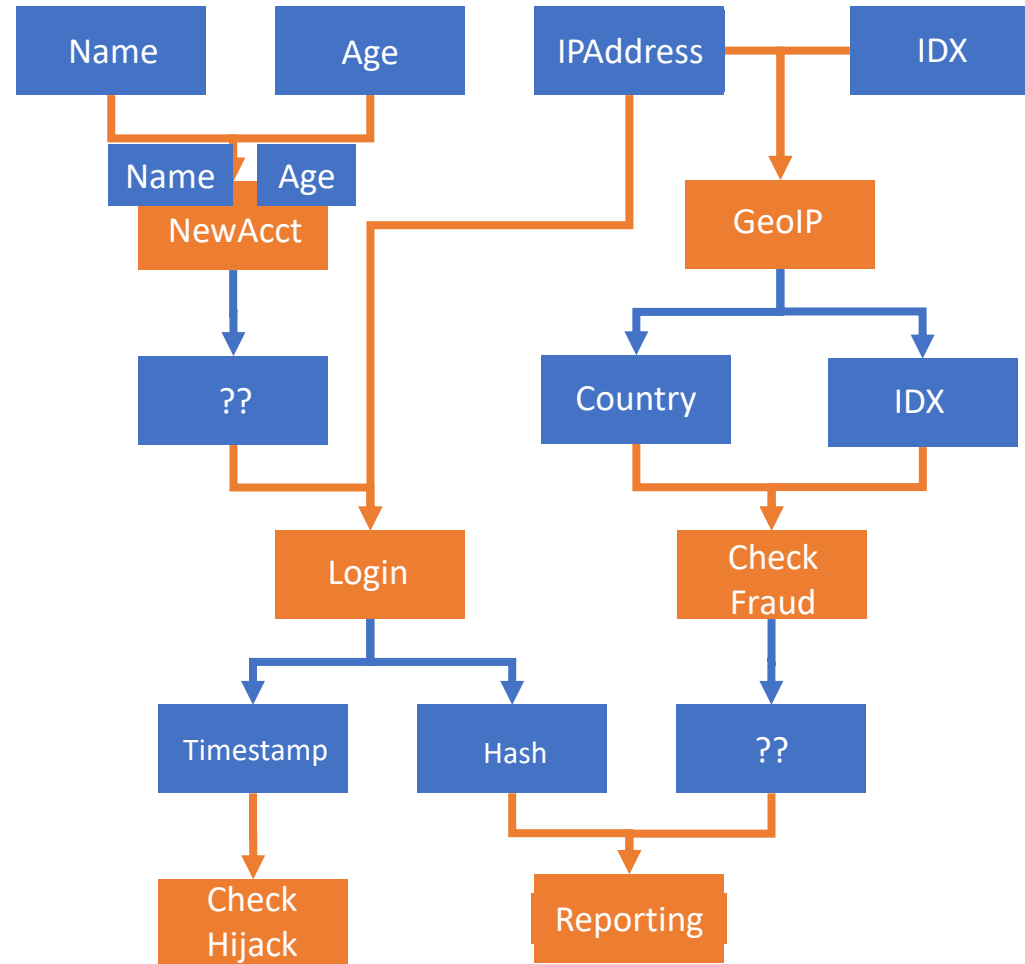 Name
Age
IPAddress
IDX
Name
Age
NewAcct
GeoIP
??
Country
IDX
Login
Check
Fraud
Timestamp
Hash
??
Check
Hijack
Reporting